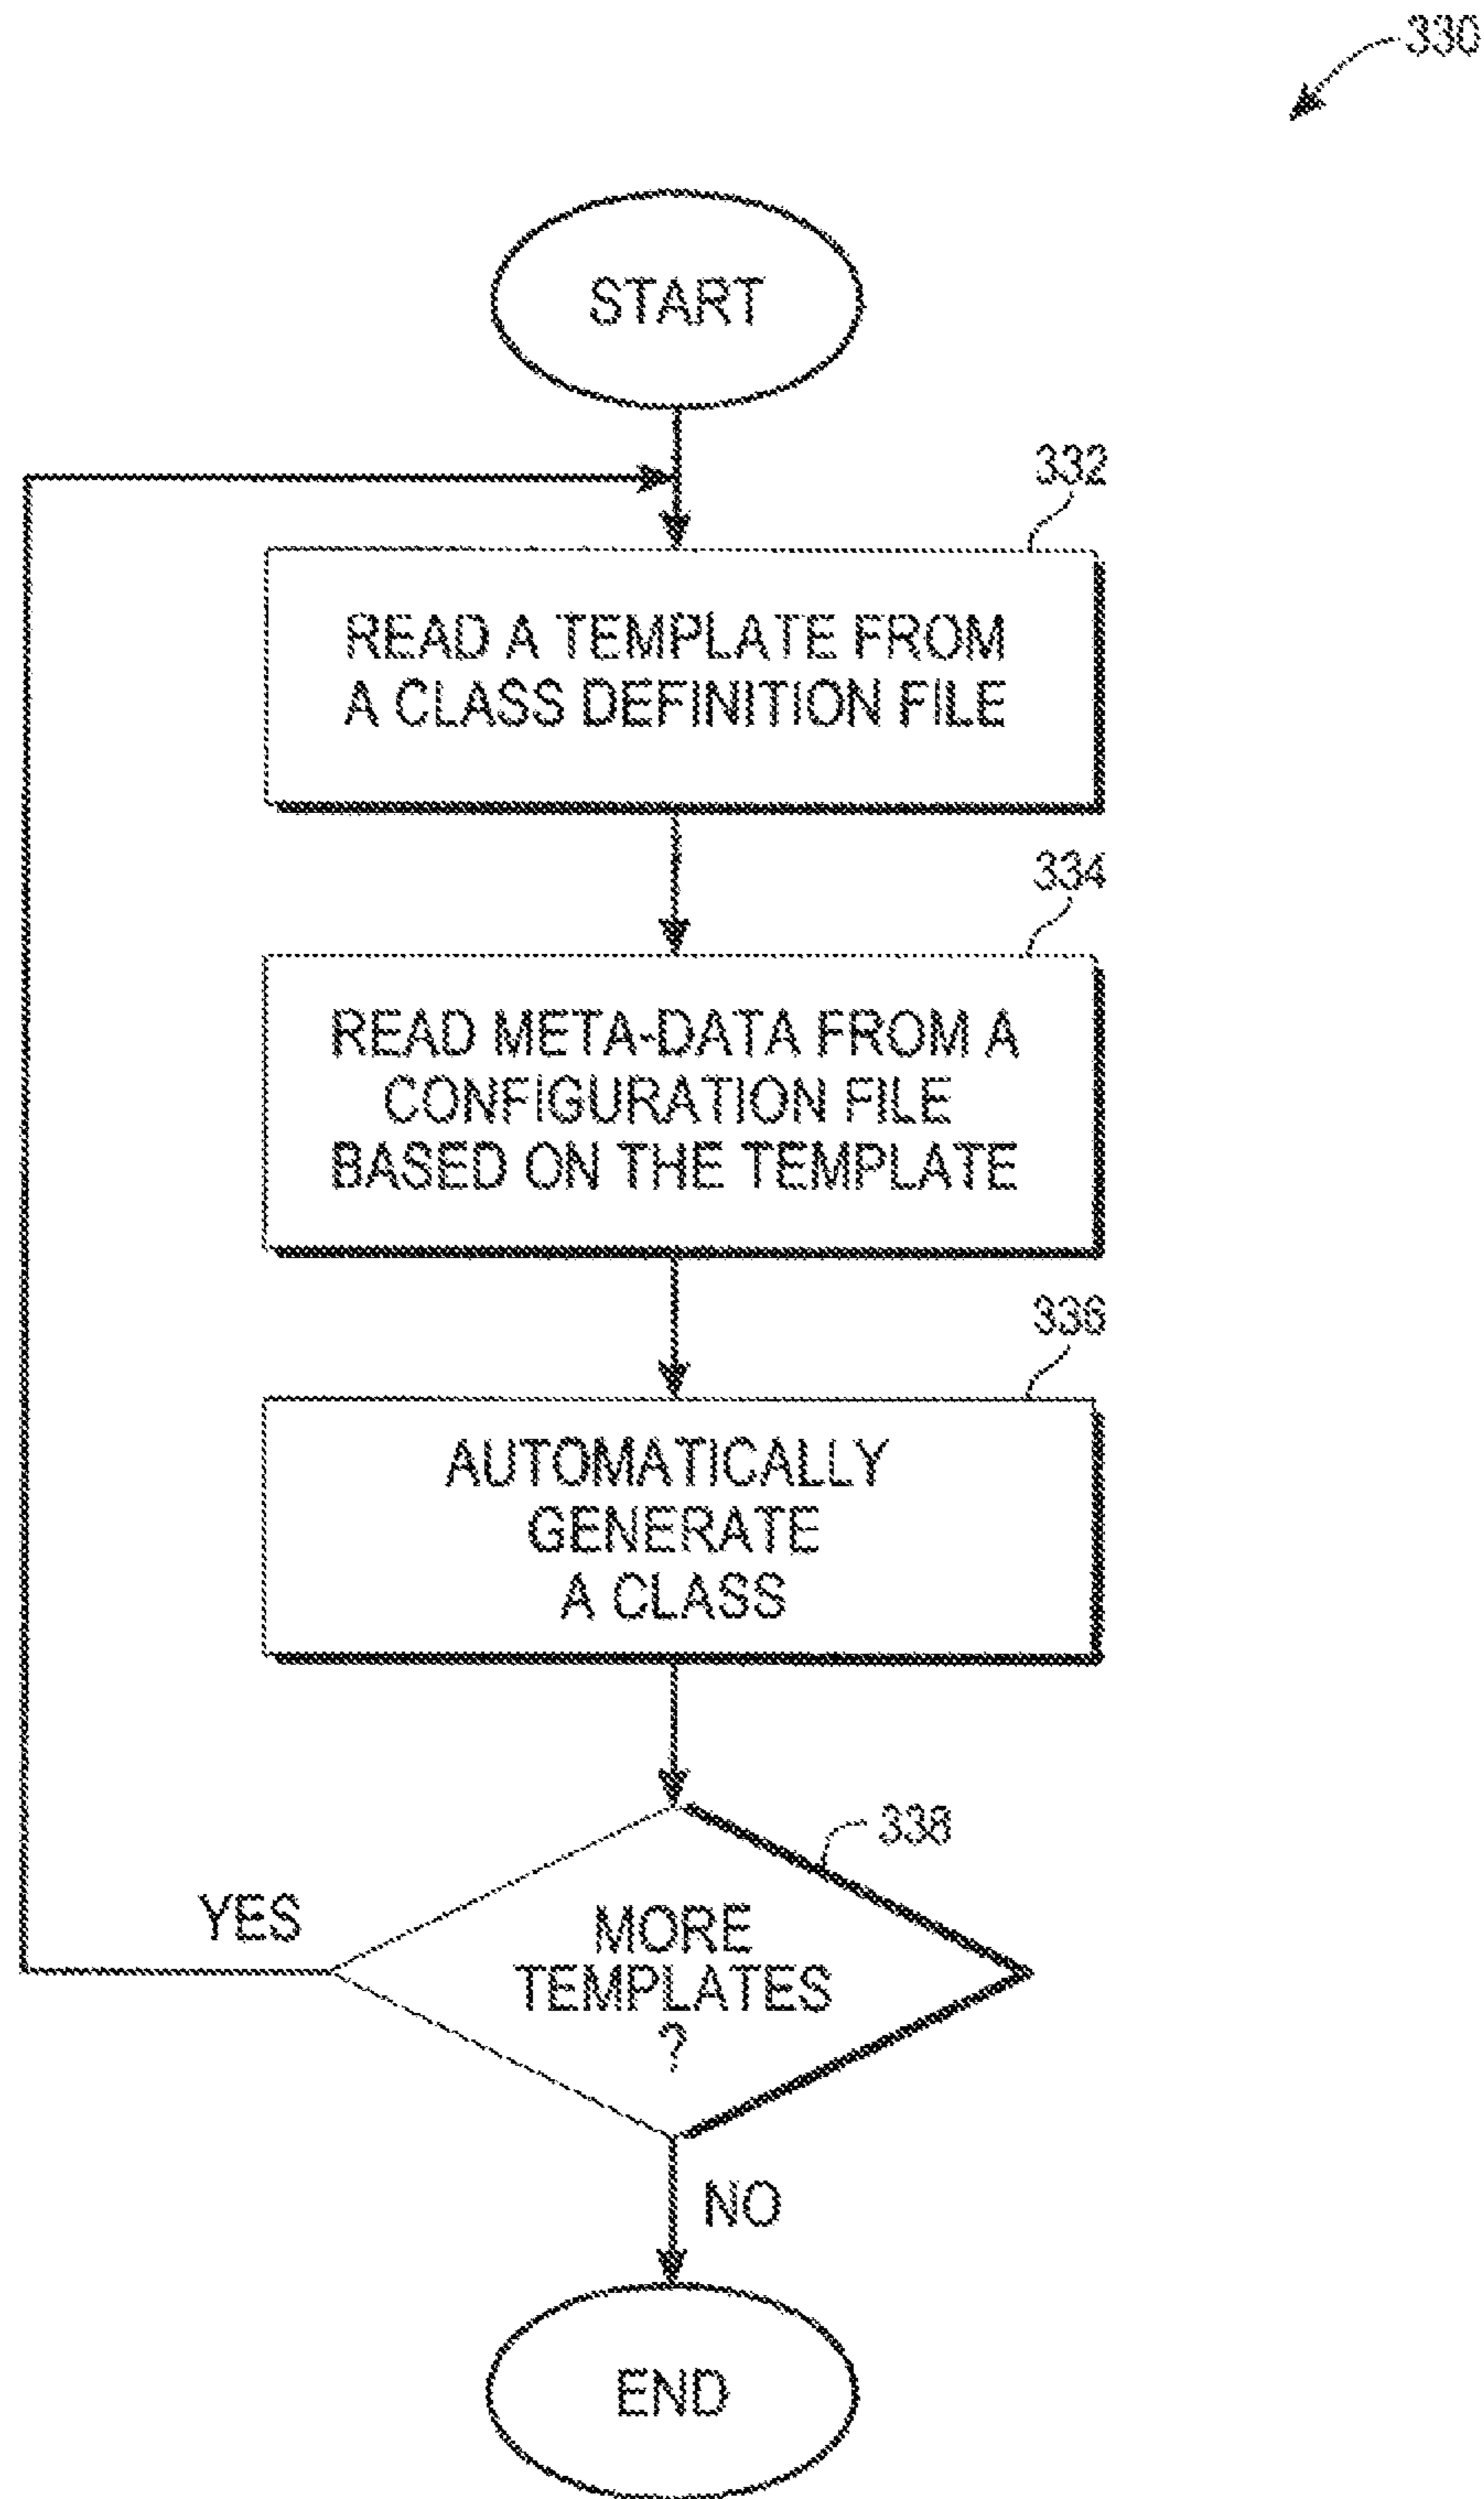 330
START
332
READ A TEMPLATE FROM
A CLASS DEFINITION FILE
334
READ META-DATA FROM A
CONFIGURATION FILE
BASED ON THE TEMPLATE
336
AUTOMATICALLY
GENERATE
A CLASS
338
YES
MORE
TEMPLATES
?
NO
END